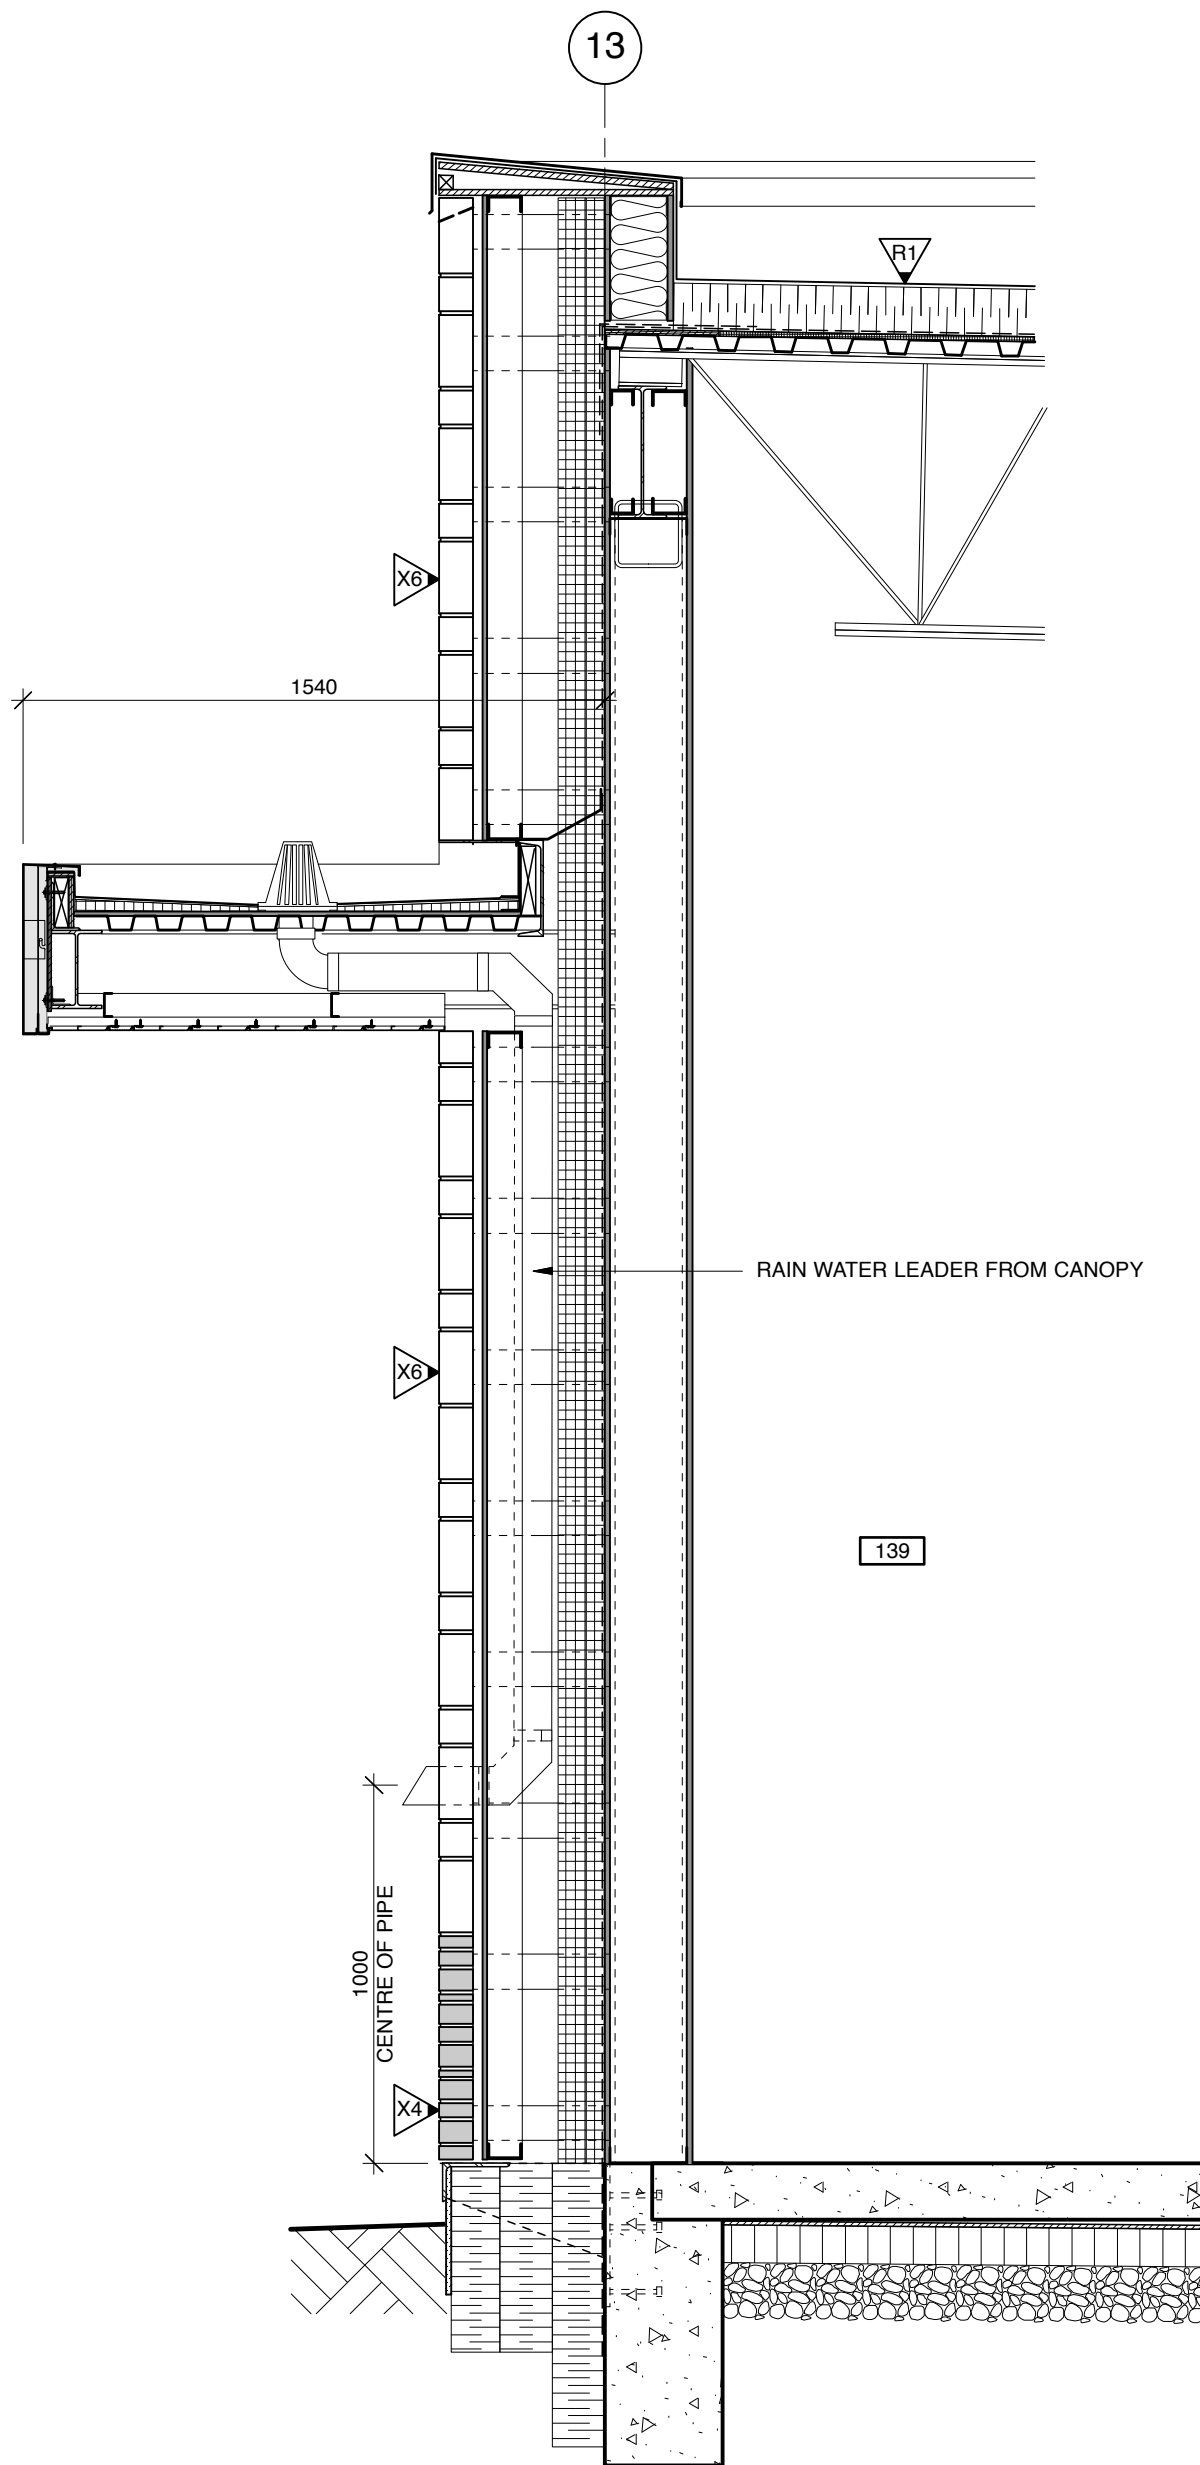 13
R1
X6
1540
RAIN WATER LEADER FROM CANOPY
X6
139
1000
CENTRE OF PIPE
X4